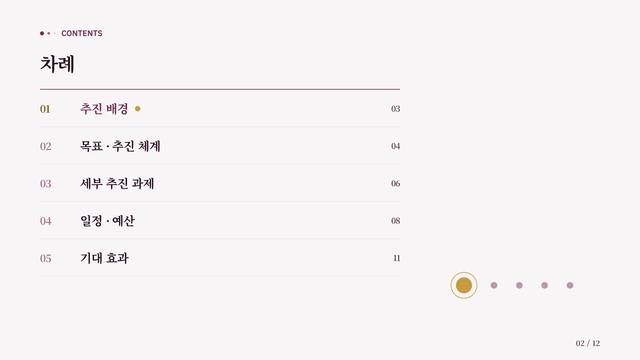 CONTENTS
차례
01 추진 배경 03
02 목표 · 추진 체계 04
03 세부 추진 과제 06
04 일정 · 예산 08
05 기대 효과 11
02 / 12